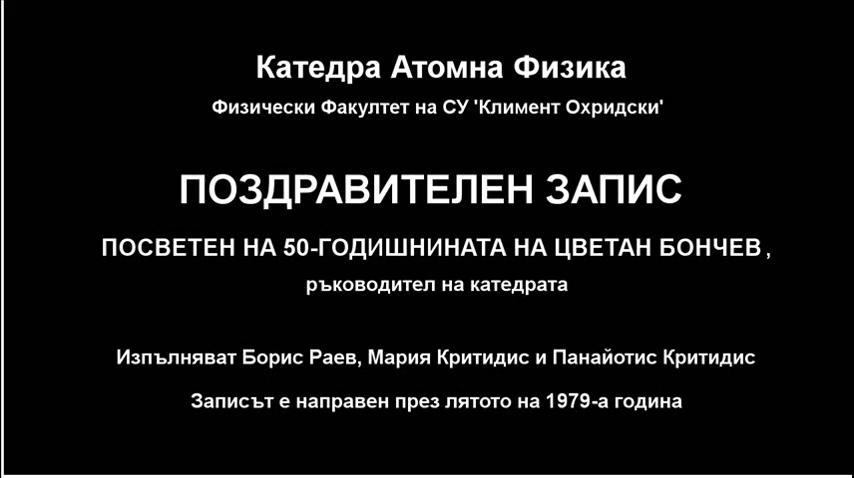 Катедра Атомна Физика
Физически Факултет на СУ 'Климент Охридски'
ПОЗДРАВИТЕЛЕН ЗАПИС
ПОСВЕТЕН НА 50-ГОДИШНИНАТА НА ЦВЕТАН БОНЧЕВ,
ръководител на катедрата
Изпълняват Борис Раев, Мария Критидис и Панайотис Критидис
Записът е направен през лятото на 1979-а година